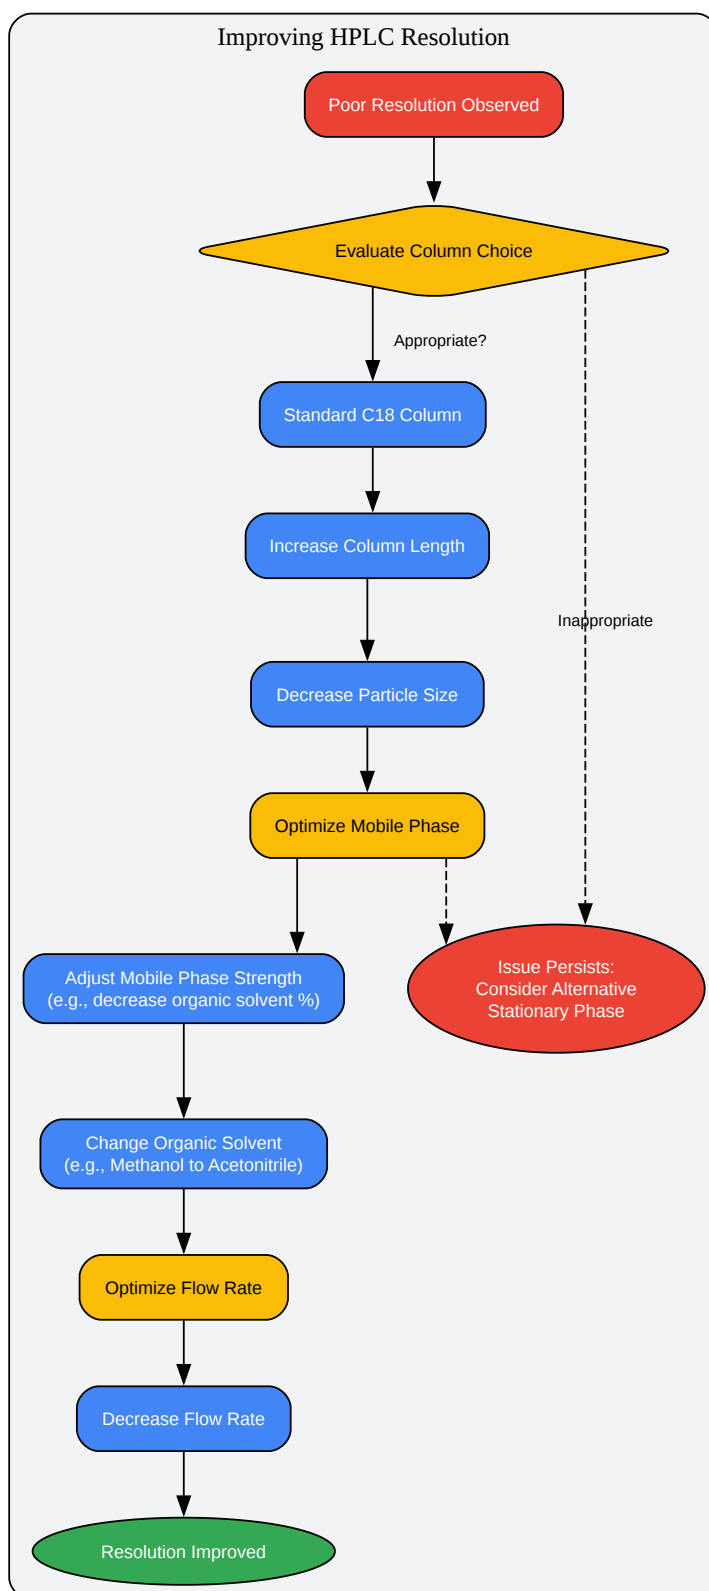 Improving HPLC Resolution
Poor Resolution Observed
Evaluate Column Choice
Appropriate?
Standard C18 Column
Increase Column Length
Inappropriate
Decrease Particle Size
Optimize Mobile Phase
Adjust Mobile Phase Strength
(e.g., decrease organic solvent %)
Issue Persists:
Consider Alternative
Stationary Phase
Change Organic Solvent
(e.g., Methanol to Acetonitrile)
Optimize Flow Rate
Decrease Flow Rate
Resolution Improved